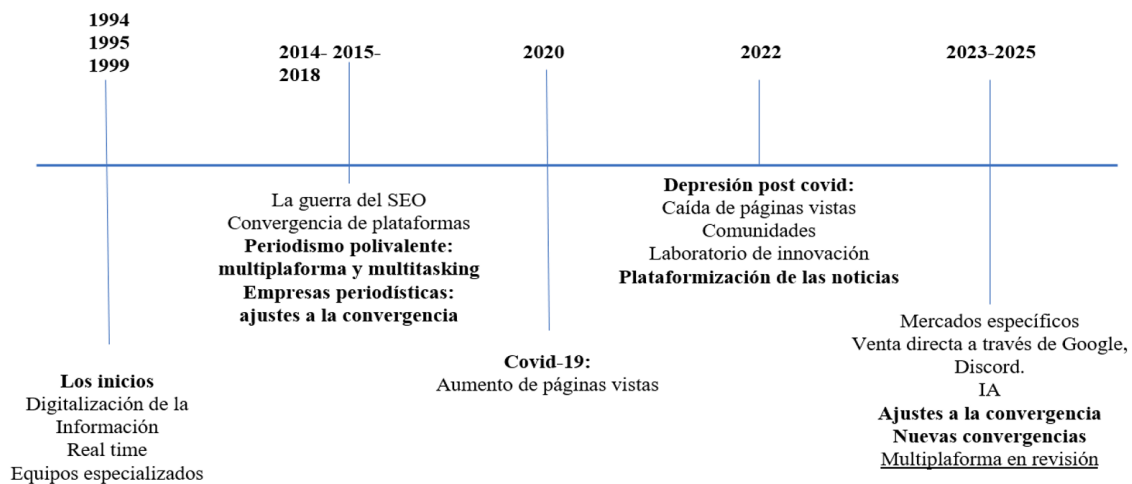 1994
1995
1999
2014- 2015-
2018
2020
2022
2023-2025
La guerra del SEO
Convergencia de plataformas
Periodismo polivalente:
multiplaforma y multitasking
Empresas periodísticas:
ajustes a la convergencia
Depresión post covid:
Caída de páginas vistas
Comunidades
Laboratorio de innovación
Plataformización de las noticias
Los inicios
Digitalización de la
Información
Real time
Equipos especializados
Covid-19:
Aumento de páginas vistas
Mercados específicos
Venta directa a través de Google,
Discord.
IA
Ajustes a la convergencia
Nuevas convergencias
Multiplaforma en revisión